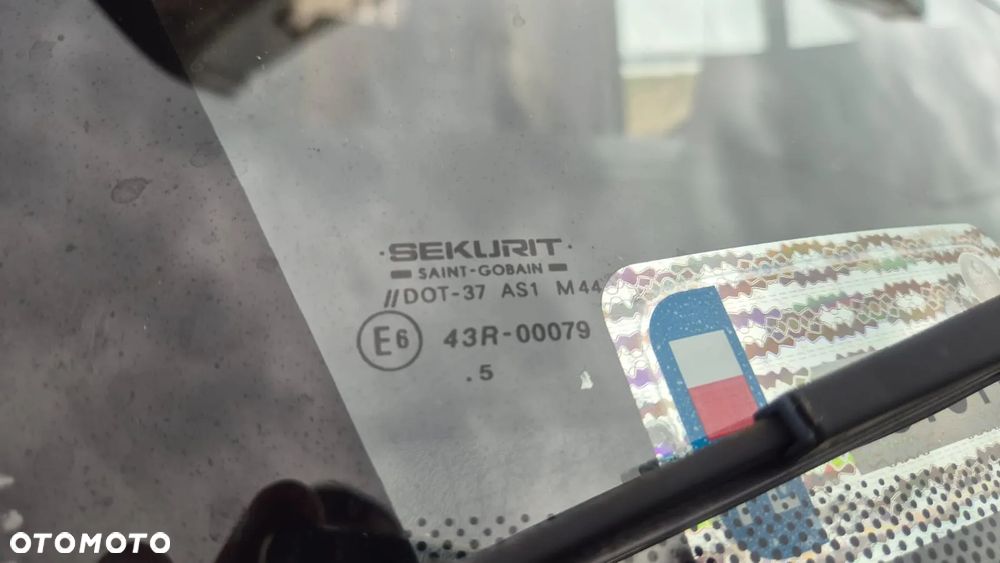 ·SEKURIT·
SAINT-GOBAIN
//DOT-37 AS1 M44
E6 43R-00079
.5
OTOMOTO